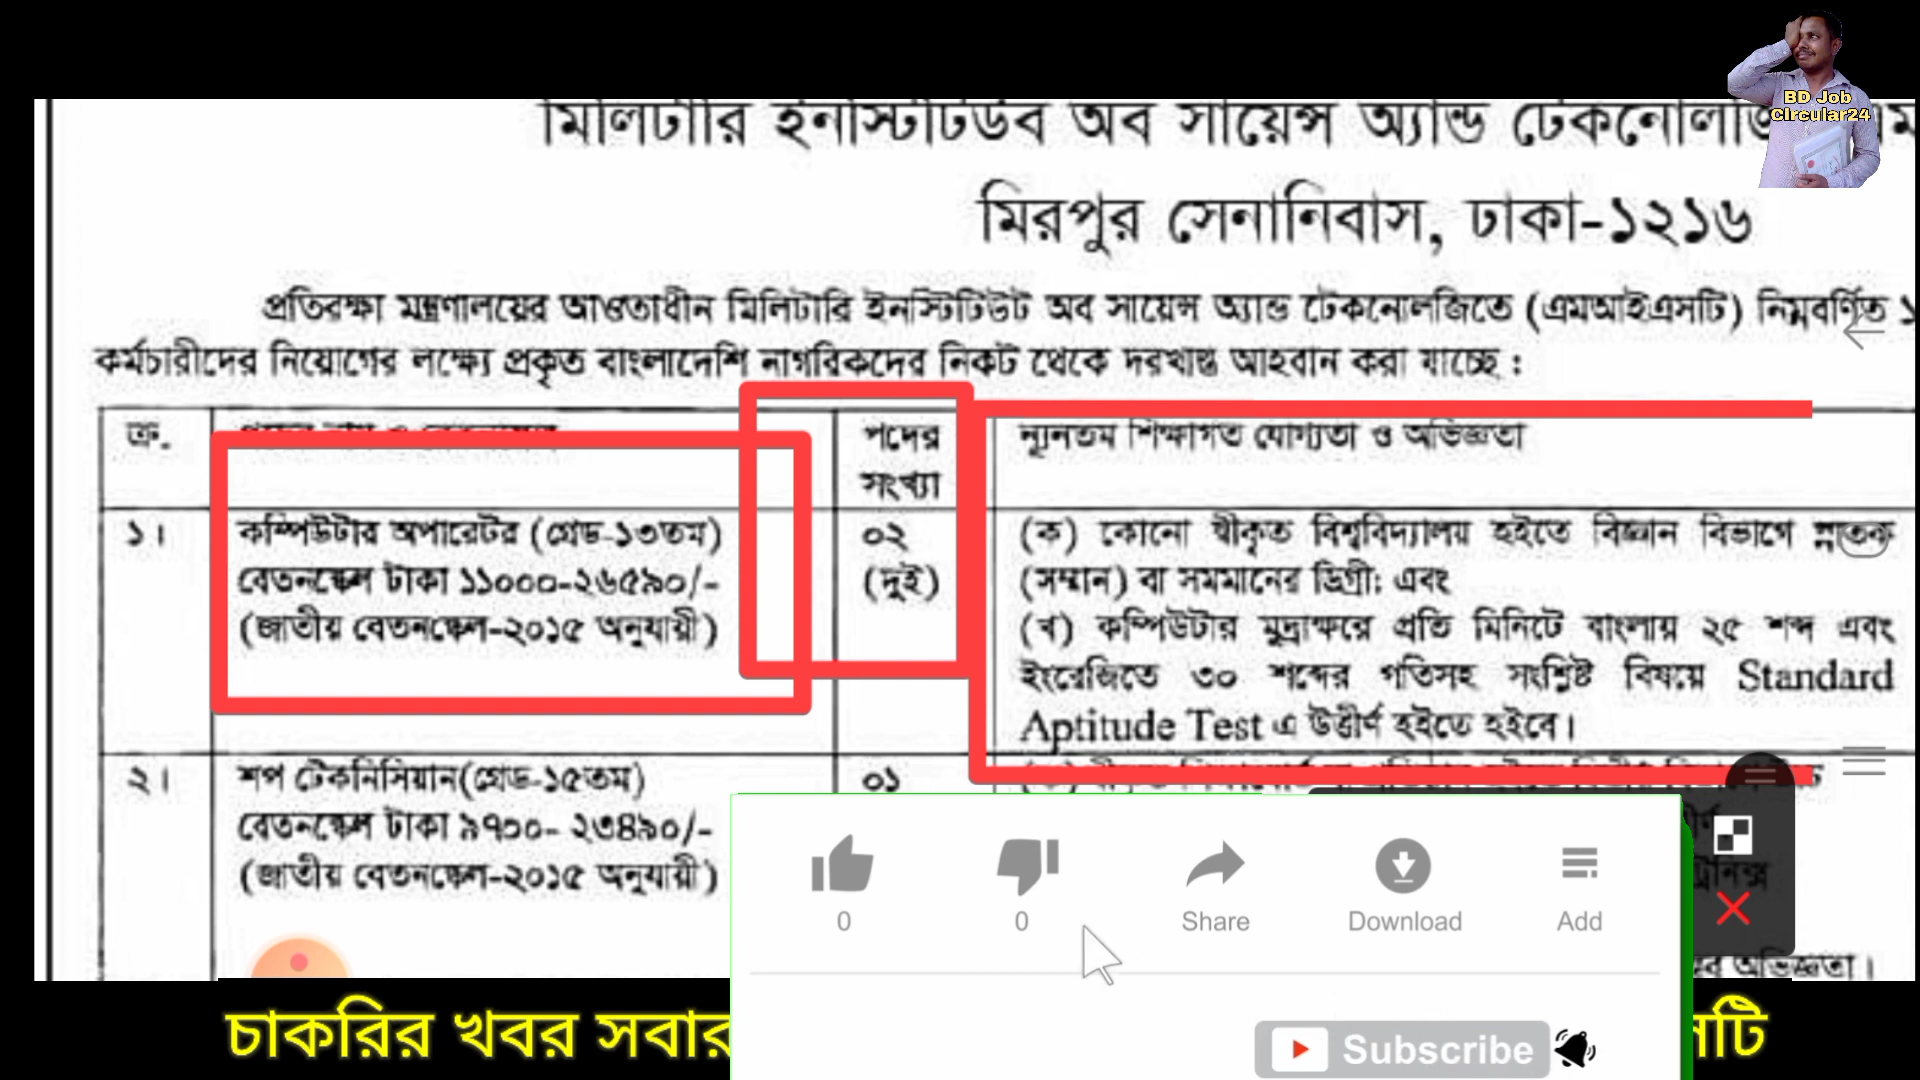 মিলিটারি ইনস্টিটিউট অব সায়েন্স অ্যান্ড
BD Job
CIrcular24
মিরপুর সেনানিবাস, ঢাকা-১২১৬
প্রতিরক্ষা মন্ত্রণালয়ের আওতাধীন মিলিটারি ইনস্টিটিউট অব সায়েন্স অ্যান্ড টেকনোলজিতে (এমআইএসটি) নিম্নবর্ণিত ১
কর্মচারীদের নিয়োগের লক্ষ্যে প্রকৃত বাংলাদেশি নাগরিকদের নিকট থেকে দরখাস্ত আহবান করা যাচ্ছে :
ক্র.
পদের সংখ্যা
ন্যূনতম শিক্ষাগত যোগ্যতা ও অভিজ্ঞতা
১।
কম্পিউটার অপারেটর (গ্রেড-১৩তম)
বেতনস্কেল টাকা ১১০০০-২৬৫৯০/-
(জাতীয় বেতনস্কেল-২০১৫ অনুযায়ী)
০২
(দুই)
(ক) কোনো স্বীকৃত বিশ্ববিদ্যালয় হইতে বিজ্ঞান বিভাগে স্নাতক
(সম্মান) বা সমমানের ডিগ্রী: এবং
(খ) কম্পিউটার মুদ্রাক্ষরে প্রতি মিনিটে বাংলায় ২৫ শব্দ এবং
ইংরেজিতে ৩০ শব্দের গতিসহ সংশ্লিষ্ট বিষয়ে Standard
Aptitude Test এ উত্তীর্ণ হইতে হইবে।
২।
শপ টেকনিসিয়ান(গ্রেড-১৫তম)
বেতনস্কেল টাকা ৯৭০০- ২৩৪৯০/-
(জাতীয় বেতনস্কেল-২০১৫ অনুযায়ী)
০১
অভিজ্ঞতা।
0
0
Share
Download
Add
Subscribe
চাকরির খবর সবার